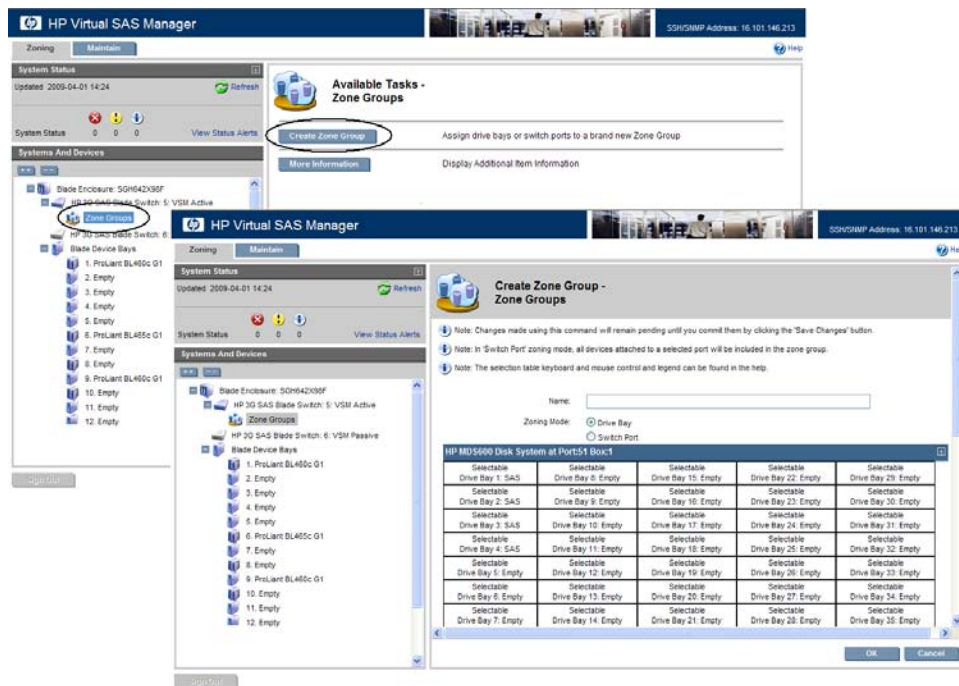 HP Virtual SAS Manager
SSH/SNMP Address: 16.101.146.213
Zoning Maintain
Help
System Status
Updated 2009-04-01 14:24 Refresh
System Status 0 0 0 View Status Alerts
Systems And Devices
Blade Enclosure: SGH642X98F
HP 3G SAS Blade Switch: 5: VSM Active
Zone Groups
HP 3G SAS Blade Switch: 6:
Blade Device Bays
1. ProLiant BL460c G1
2. Empty
3. Empty
4. Empty
5. Empty
6. ProLiant BL465c G1
7. Empty
8. Empty
9. ProLiant BL460c G1
10. Empty
11. Empty
12. Empty
Sign Out
Available Tasks -
Zone Groups
Create Zone Group Assign drive bays or switch ports to a brand new Zone Group
More Information Display Additional Item Information
HP Virtual SAS Manager
SSH/SNMP Address: 16.101.146.213
Zoning Maintain
He
System Status
Updated 2009-04-01 14:24 Refresh
System Status 0 0 0 View Status Alerts
Systems And Devices
Blade Enclosure: SGH642X98F
HP 3G SAS Blade Switch: 5: VSM Active
Zone Groups
HP 3G SAS Blade Switch: 6: VSM Passive
Blade Device Bays
1. ProLiant BL460c G1
2. Empty
3. Empty
4. Empty
5. Empty
6. ProLiant BL465c G1
7. Empty
8. Empty
9. ProLiant BL460c G1
10. Empty
11. Empty
12. Empty
Sign Out
Create Zone Group -
Zone Groups
Note: Changes made using this command will remain pending until you commit them by clicking the 'Save Changes' button.
Note: In 'Switch Port' zoning mode, all devices attached to a selected port will be included in the zone group.
Note: The selection table keyboard and mouse control and legend can be found in the help.
Name:
Zoning Mode: Drive Bay
Switch Port
HP MDS600 Disk System at Port:51 Box:1
Selectable Selectable Selectable Selectable Selectable
Drive Bay 1: SAS Drive Bay 8: Empty Drive Bay 15: Empty Drive Bay 22: Empty Drive Bay 29: Empty
Selectable Selectable Selectable Selectable Selectable
Drive Bay 2: SAS Drive Bay 9: Empty Drive Bay 16: Empty Drive Bay 23: Empty Drive Bay 30: Empty
Selectable Selectable Selectable Selectable Selectable
Drive Bay 3: SAS Drive Bay 10: Empty Drive Bay 17: Empty Drive Bay 24: Empty Drive Bay 31: Empty
Selectable Selectable Selectable Selectable Selectable
Drive Bay 4: SAS Drive Bay 11: Empty Drive Bay 18: Empty Drive Bay 25: Empty Drive Bay 32: Empty
Selectable Selectable Selectable Selectable Selectable
Drive Bay 5: Empty Drive Bay 12: Empty Drive Bay 19: Empty Drive Bay 26: Empty Drive Bay 33: Empty
Selectable Selectable Selectable Selectable Selectable
Drive Bay 6: Empty Drive Bay 13: Empty Drive Bay 20: Empty Drive Bay 27: Empty Drive Bay 34: Empty
Selectable Selectable Selectable Selectable Selectable
Drive Bay 7: Empty Drive Bay 14: Empty Drive Bay 21: Empty Drive Bay 28: Empty Drive Bay 35: Empty
OK Cancel